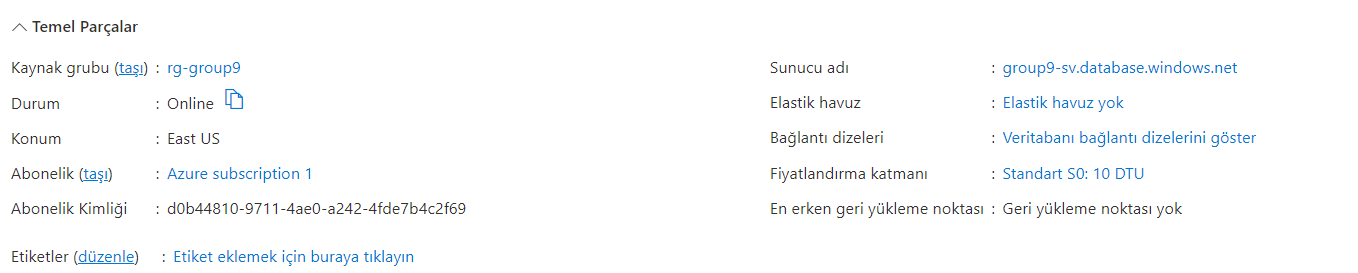 Temel Parçalar
Kaynak grubu (taşı) : rg-group9
Durum : Online
Konum : East US
Abonelik (taşı) : Azure subscription 1
Abonelik Kimliği : d0b44810-9711-4ae0-a242-4fde7b4c2f69
Etiketler (düzenle) : Etiket eklemek için buraya tıklayın
Sunucu adı : group9-sv.database.windows.net
Elastik havuz : Elastik havuz yok
Bağlantı dizeleri : Veritabanı bağlantı dizelerini göster
Fiyatlandırma katmanı : Standart S0: 10 DTU
En erken geri yükleme noktası : Geri yükleme noktası yok